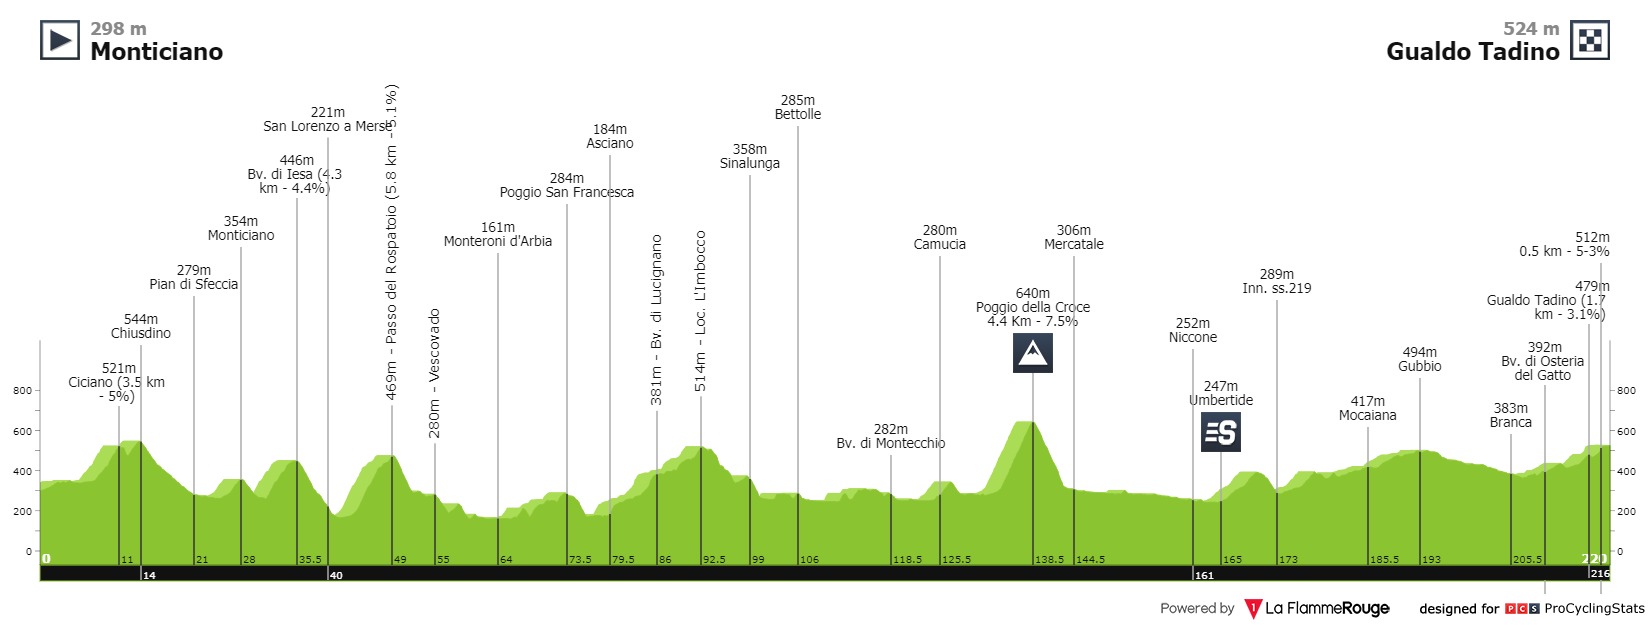 298 m
Monticiano
524 m
Gualdo Tadino
521m
Ciciano (3.5 km
- 5%)
544m
Chiusdino
279m
Pian di Sfeccia
354m
Monticiano
446m
Bv. di Iesa (4.3
km - 4.4%)
221m
San Lorenzo a Merse
469m - Passo del Rospatoio (5.8 km - 5.1%)
280m - Vescovado
161m
Monteroni d'Arbia
284m
Poggio San Francesca
184m
Asciano
381m - Bv. di Lucignano
514m - Loc. L'Imbocco
358m
Sinalunga
285m
Bettolle
282m
Bv. di Montecchio
280m
Camucia
640m
Poggio della Croce
4.4 Km - 7.5%
306m
Mercatale
252m
Niccone
247m
Umbertide
S
289m
Inn. ss.219
417m
Mocaiana
494m
Gubbio
383m
Branca
392m
Bv. di Osteria
del Gatto
479m
Gualdo Tadino (1.7
km - 3.1%)
512m
0.5 km - 5-3%
800
600
400
200
0
800
600
400
200
0
0
11
14
21
28
35.5
40
49
55
64
73.5
79.5
86
92.5
99
106
118.5
125.5
138.5
144.5
161
165
173
185.5
193
205.5
216
220
Powered by La FlammeRouge
designed for PCS ProCyclingStats